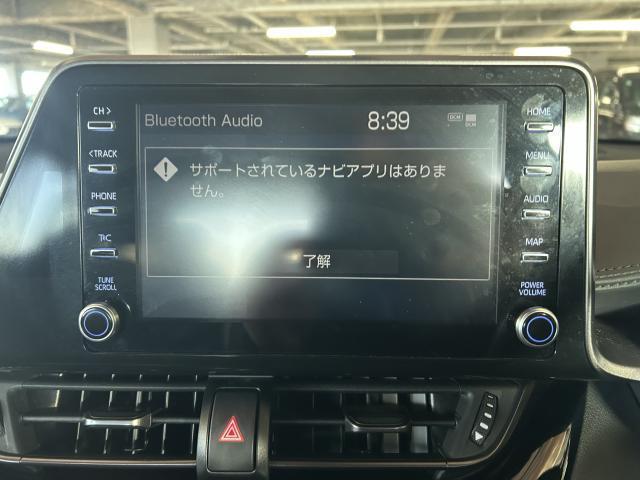 CH >
Bluetooth Audio
8:39
DCM
HOME
サポートされているナビアプリはありま
せん。
了解
< TRACK
MENU
PHONE
AUDIO
T&C
MAP
TUNE
SCROLL
POWER
VOLUME